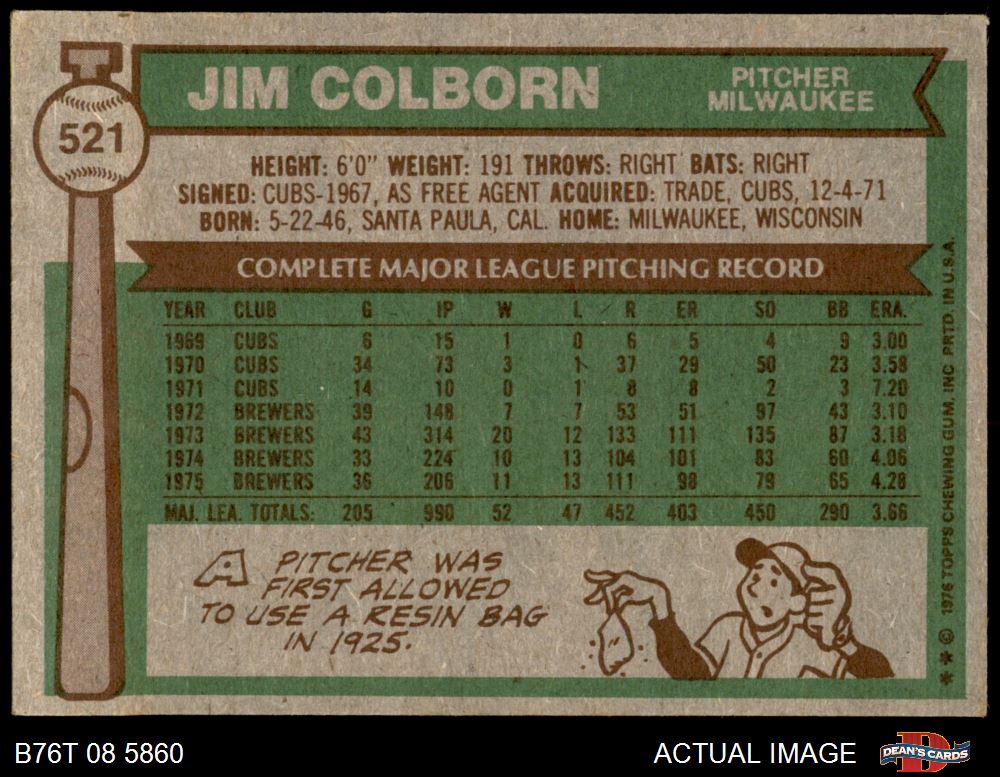 JIM COLBORN
PITCHER
MILWAUKEE
521
HEIGHT: 6'0" WEIGHT: 191 THROWS: RIGHT BATS: RIGHT
SIGNED: CUBS-1967, AS FREE AGENT ACQUIRED: TRADE, CUBS, 12-4-71
BORN: 5-22-46, SANTA PAULA, CAL. HOME: MILWAUKEE, WISCONSIN
COMPLETE MAJOR LEAGUE PITCHING RECORD
YEAR CLUB G IP W L R ER SO BB ERA.
1969 CUBS 6 15 1 0 6 5 4 9 3.00
1970 CUBS 34 73 3 1 37 29 50 23 3.58
1971 CUBS 14 10 0 1 8 8 2 3 7.20
1972 BREWERS 39 148 7 7 53 51 97 43 3.10
1973 BREWERS 43 314 20 12 133 111 135 87 3.18
1974 BREWERS 33 224 10 13 104 101 83 60 4.06
1975 BREWERS 36 206 11 13 111 98 79 65 4.28
MAJ. LEA. TOTALS: 205 990 52 47 452 403 450 290 3.66
A PITCHER WAS
FIRST ALLOWED
TO USE A RESIN BAG
IN 1925.
* * © 1976 TOPPS CHEWING GUM, INC PRTD. IN U.S.A.
B76T 08 5860
ACTUAL IMAGE
DEAN'S CARDS